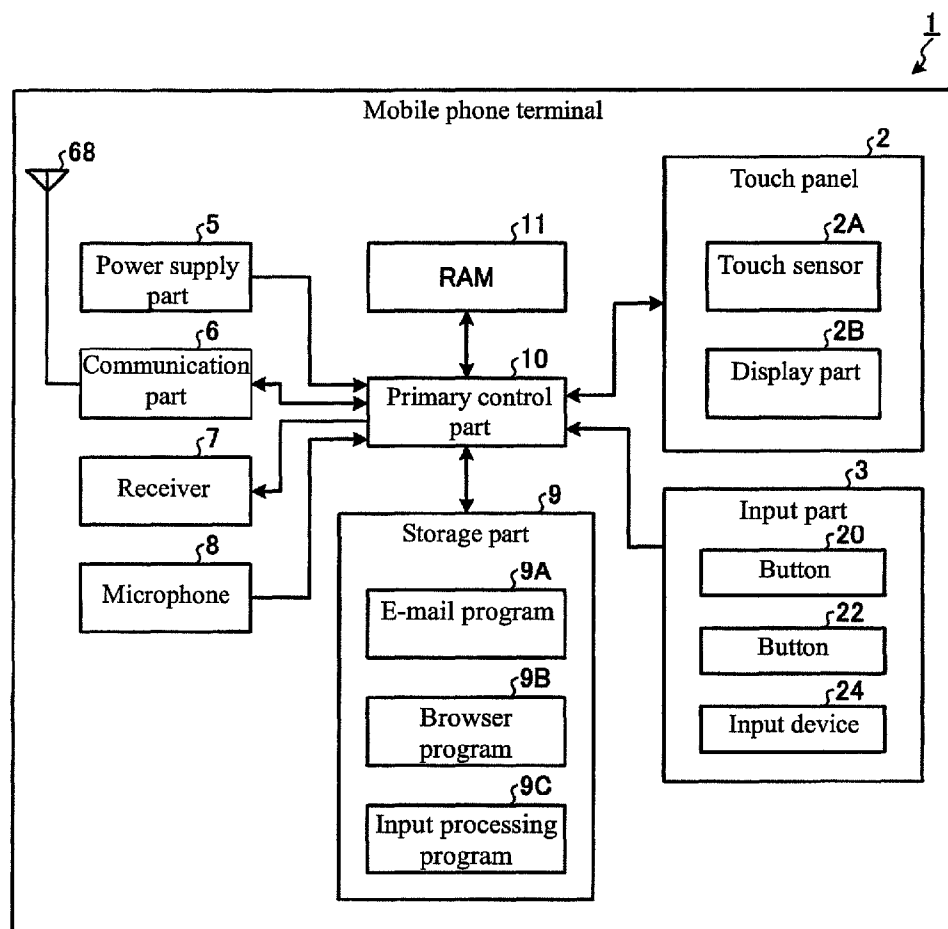 1
Mobile phone terminal
68
5
Power supply
part
6
Communication
part
7
Receiver
8
Microphone
11
RAM
10
Primary control
part
9
Storage part
9A
E-mail program
9B
Browser
program
9C
Input processing
program
2
Touch panel
2A
Touch sensor
2B
Display part
3
Input part
20
Button
22
Button
24
Input device